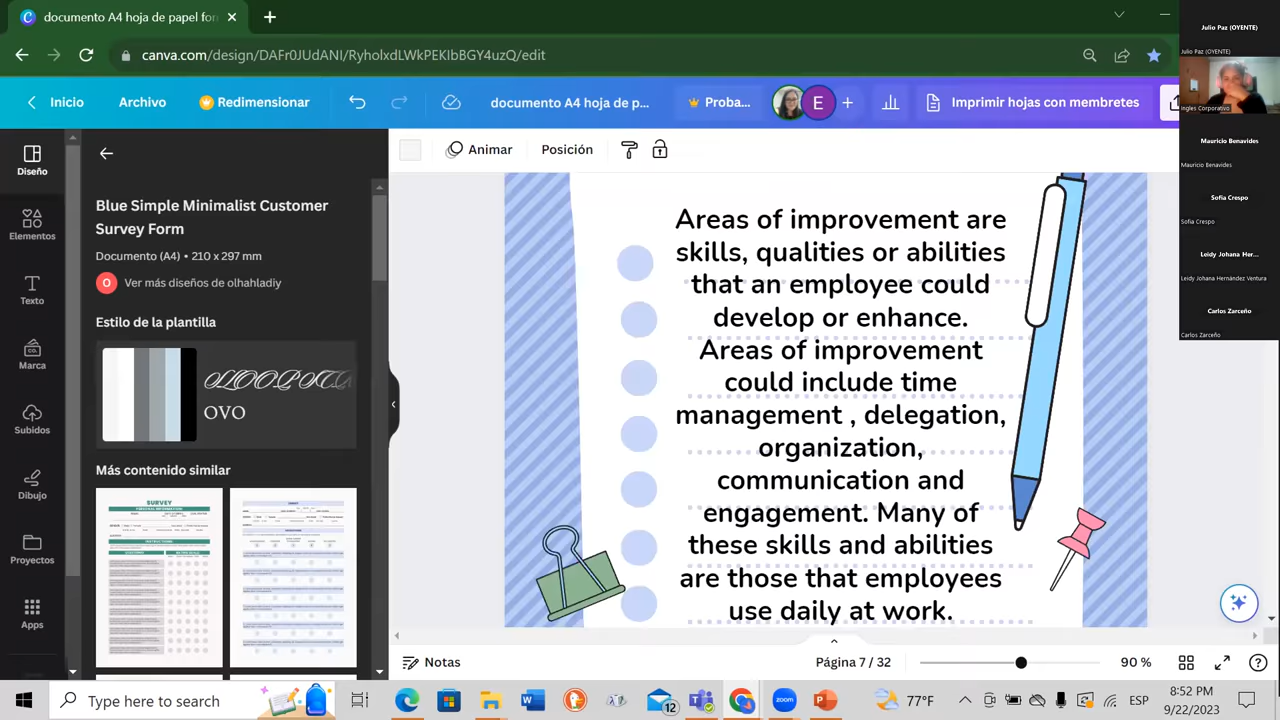 documento A4 hoja de papel for
canva.com/design/DAFr0JUdANI/RyhoIxdLWkPEKIbBGY4uzQ/edit
Inicio
Archivo
Redimensionar
documento A4 hoja de p...
Proba...
E
Imprimir hojas con membretes
Animar
Posición
Diseño
Elementos
Texto
Marca
Subidos
Dibujo
Proyectos
Apps
Blue Simple Minimalist Customer
Survey Form
Documento (A4) • 210 x 297 mm
O
Ver más diseños de olhahladiy
Estilo de la plantilla
OVO
Más contenido similar
SURVEY
Areas of improvement are
skills, qualities or abilities
that an employee could
develop or enhance.
Areas of improvement
could include time
management , delegation,
organization,
communication and
engagement. Many of
these skills and abilities
are those that employees
use daily at work.
Julio Paz (OYENTE)
Julio Paz (OYENTE)
Ingles Corporativo
Mauricio Benavides
Mauricio Benavides
Sofia Crespo
Sofia Crespo
Leidy Johana Her...
Leidy Johana Hernández Ventura
Carlos Zarceño
Carlos Zarceño
Notas
Página 7 / 32
90 %
Type here to search
12
zoom
77°F
ESP
8:52 PM
9/22/2023